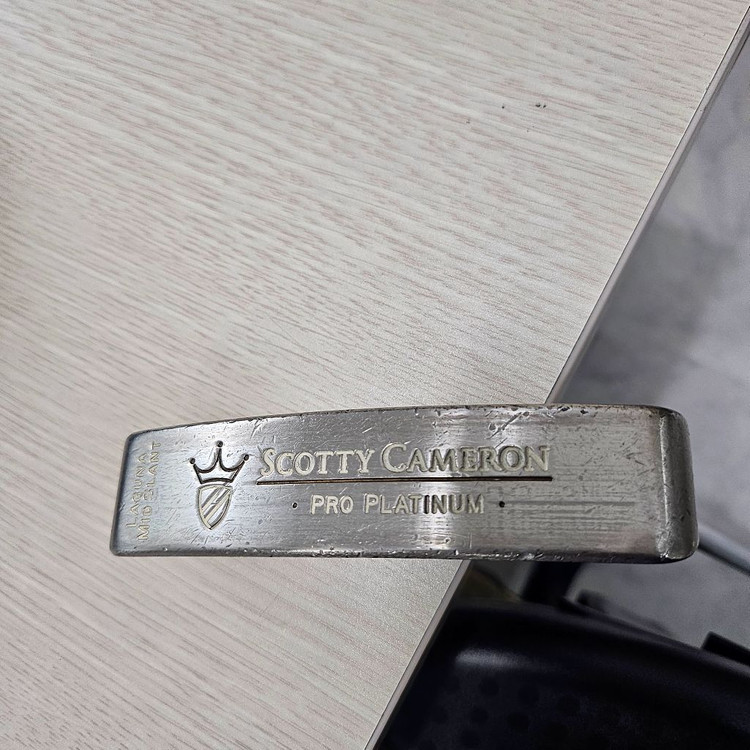 SCOTTY CAMERON
· PRO PLATINUM ·
LAGUNA
MID SLANT